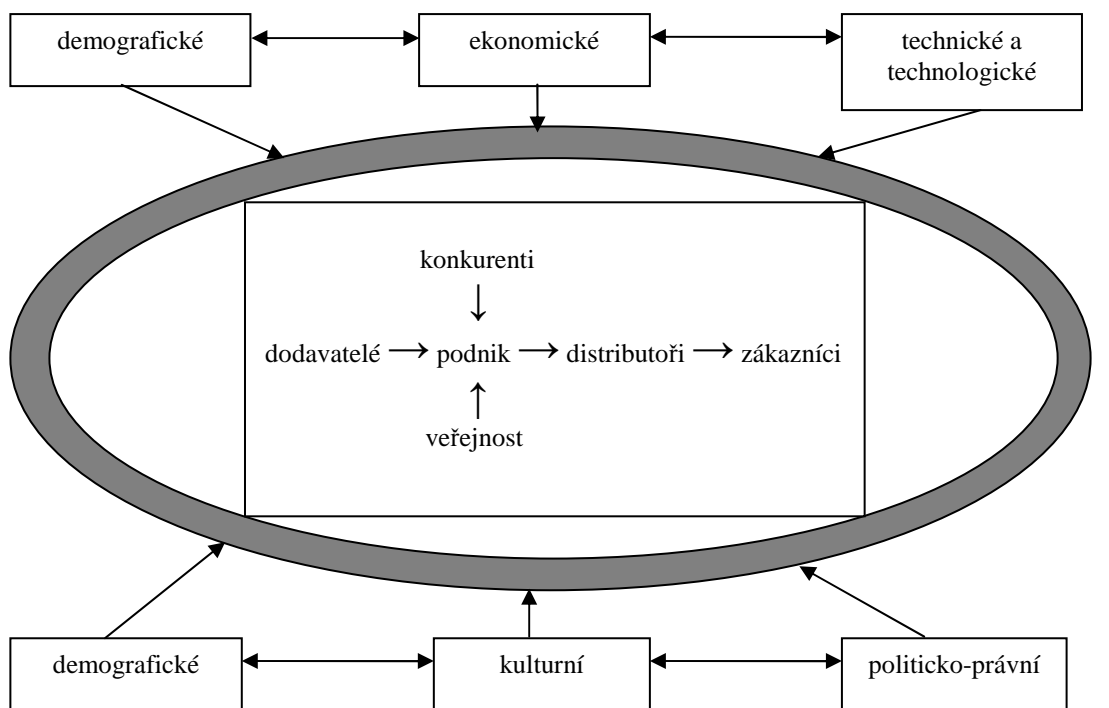 demografické
ekonomické
technické a
technologické
konkurenti
dodavatelé → podnik → distributoři → zákazníci
veřejnost
demografické
kulturní
politicko-právní